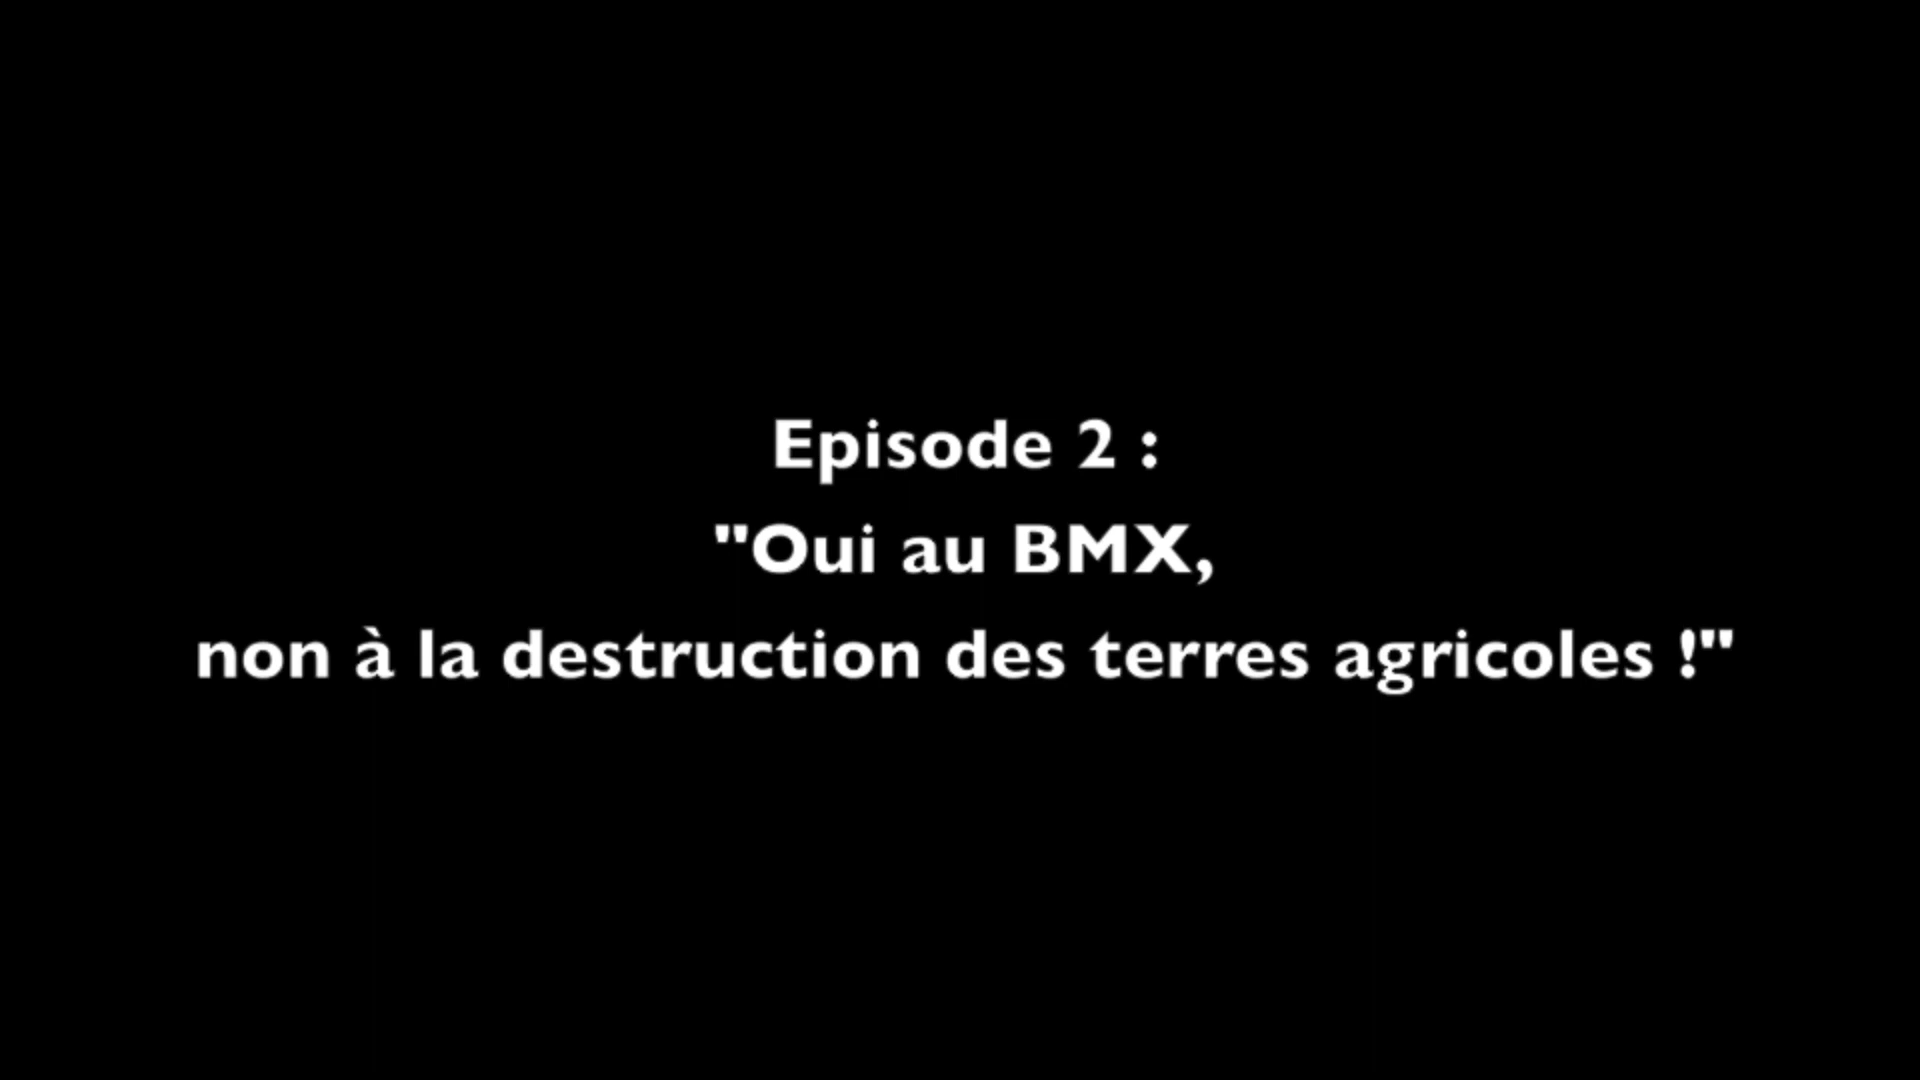 Episode 2 :
"Oui au BMX,
non à la destruction des terres agricoles !"